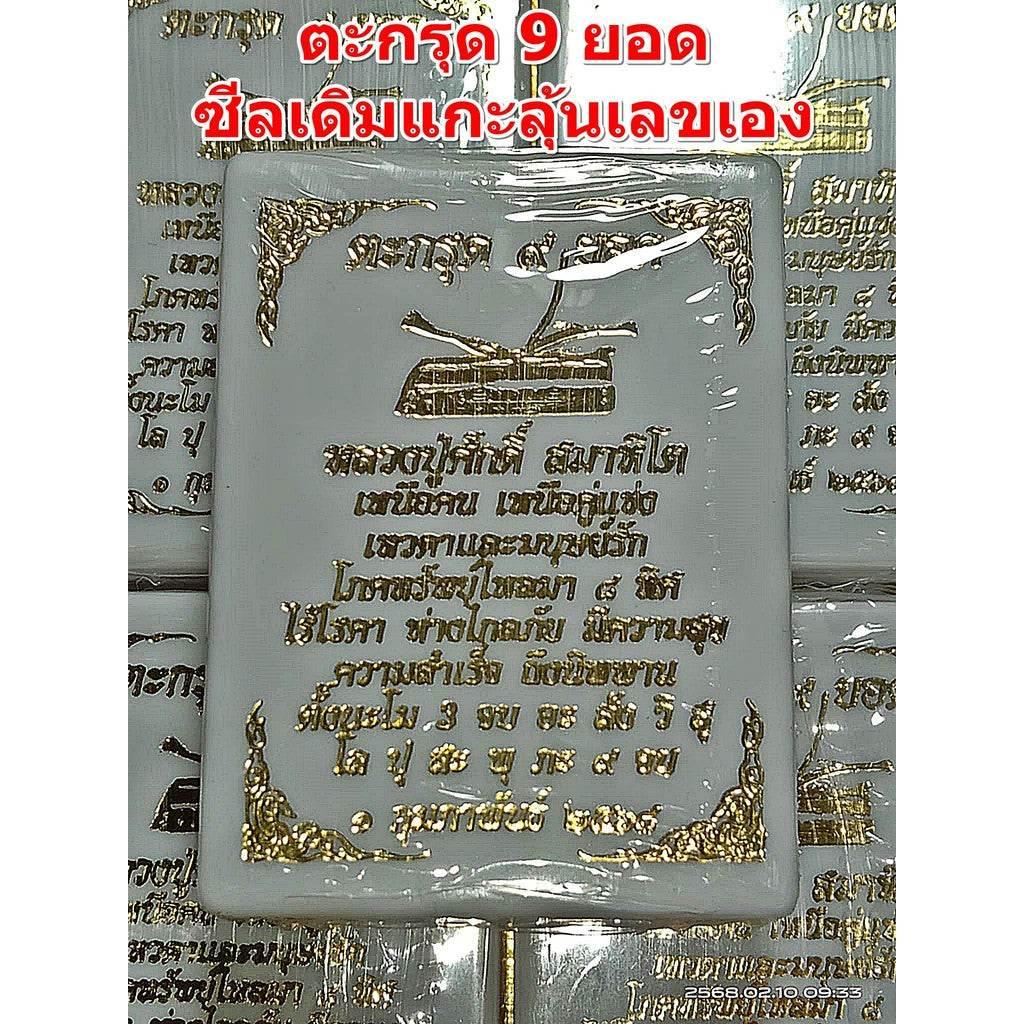 ตะกรุด 9 ยอด
ซีลเดิมแกะลุ้นเลขเอง
ตะกรุด ๙ ยอด
หลวงปู่ศักดิ์ สมาหิโต
เหนือคน เหนือคู่แข่ง
เทวดาและมนุษย์รัก
โภคทรัพย์ไหลมา ๘ ทิศ
ไร้โรคา ห่างไกลภัย มีความสุข
ความสำเร็จ ถึงนิพพาน
ตั้งนะโม 3 จบ อะ สัง วิ สุ
โล ปุ สะ พุ ภะ ๙ จบ
๑ กุมภาพันธ์ ๒๕๖๘
2568.02.10 09:33